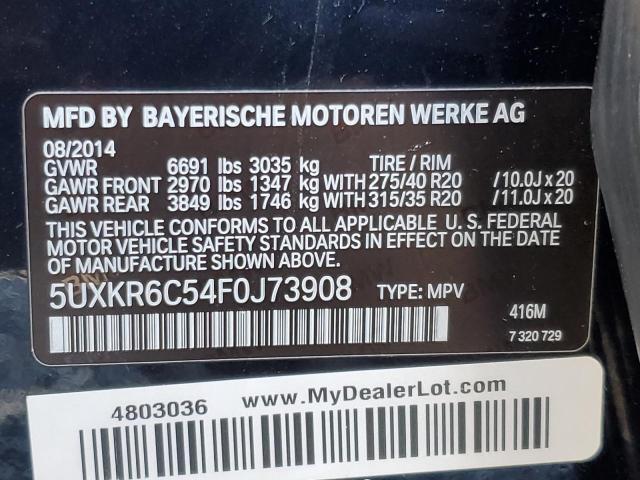 MFD BY BAYERISCHE MOTOREN WERKE AG
08/2014
GVWR 6691 lbs 3035 kg TIRE / RIM
GAWR FRONT 2970 lbs 1347 kg WITH 275/40 R20 /10.0J x 20
GAWR REAR 3849 lbs 1746 kg WITH 315/35 R20 /11.0J x 20
THIS VEHICLE CONFORMS TO ALL APPLICABLE U. S. FEDERAL
MOTOR VEHICLE SAFETY STANDARDS IN EFFECT ON THE DATE
OF MANUFACTURE SHOWN ABOVE.
5UXKR6C54F0J73908 TYPE: MPV 416M
7 320 729
4803036 www.MyDealerLot.com